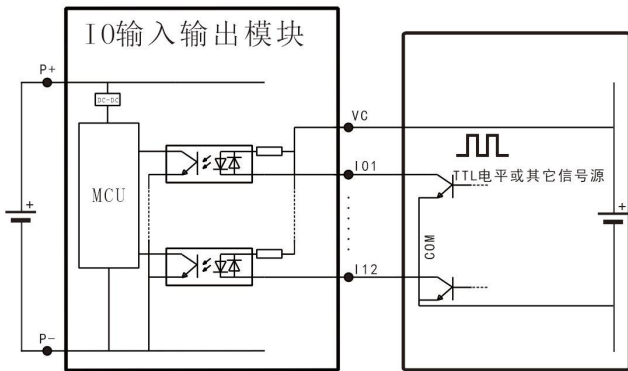 IO输入输出模块
P+
DC-DC
VC
MCU
I01
TTL电平或其它信号源
COM
I12
P-
+
+